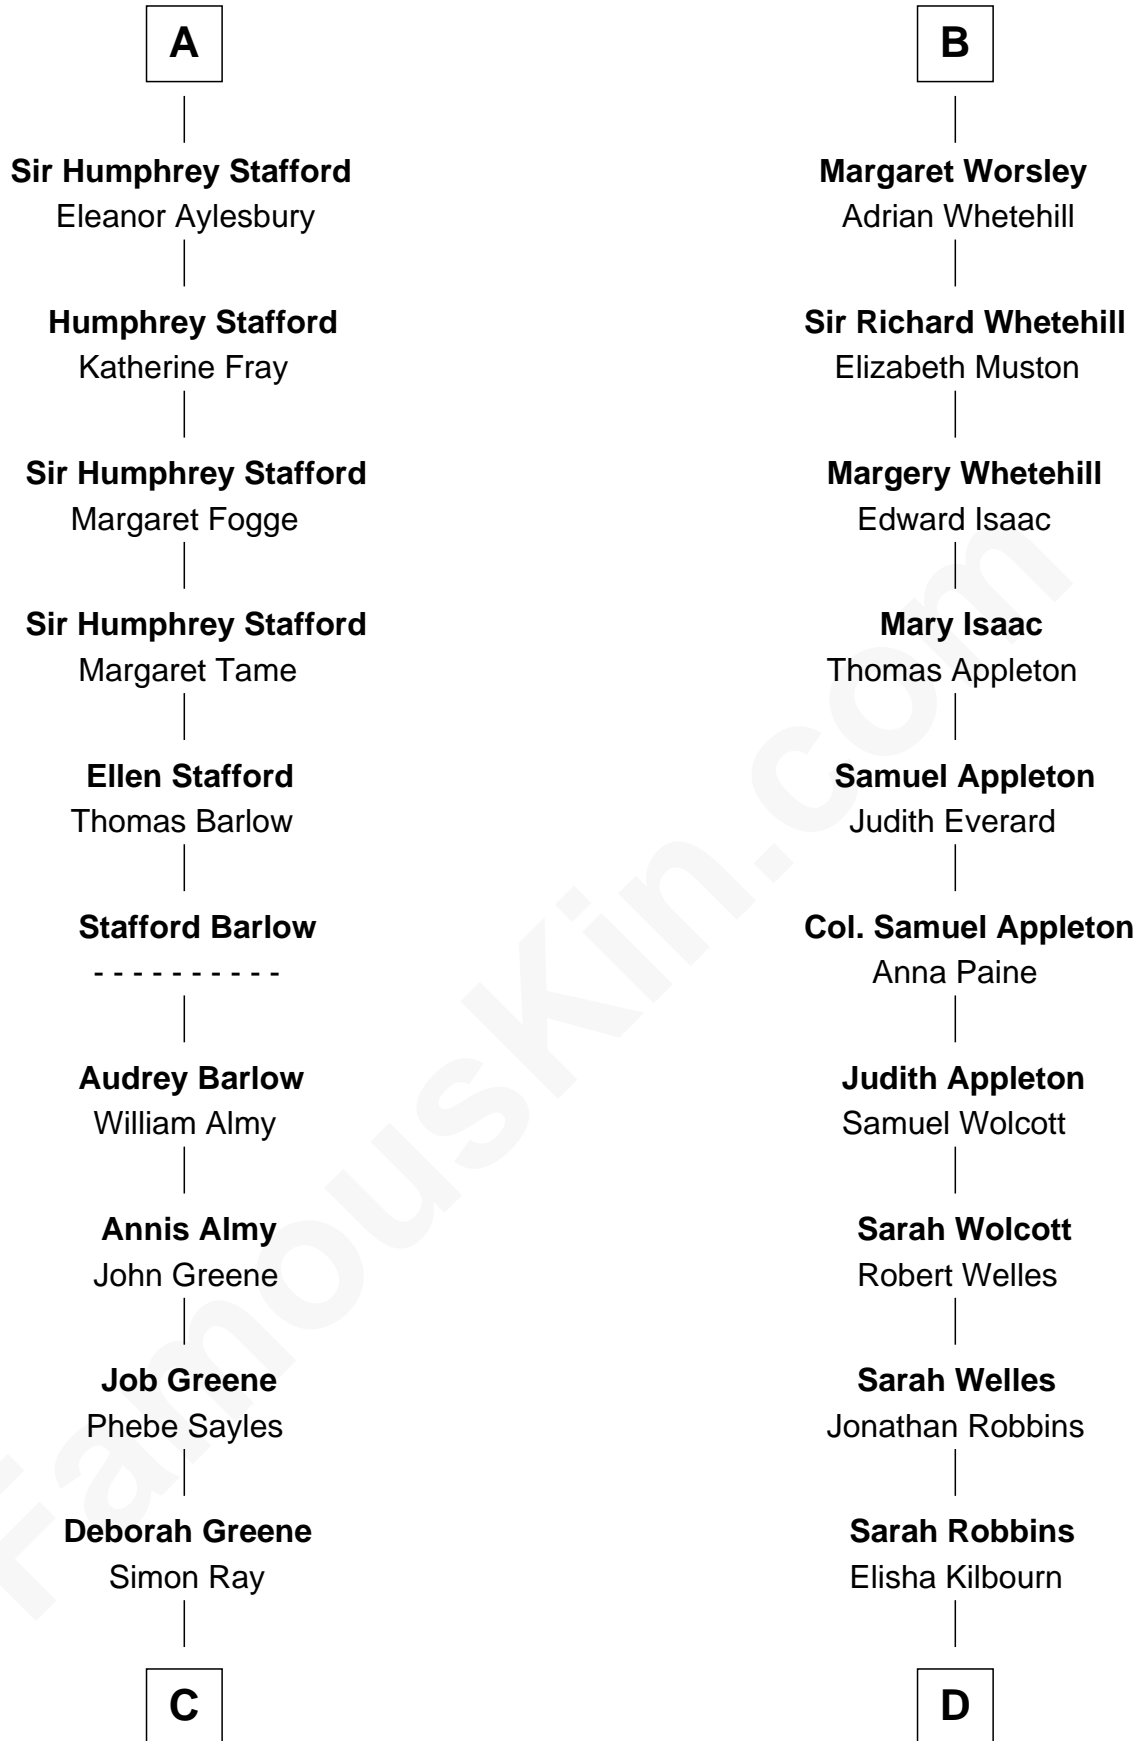 A
Sir Humphrey Stafford
Eleanor Aylesbury
Humphrey Stafford
Katherine Fray
Sir Humphrey Stafford
Margaret Fogge
Sir Humphrey Stafford
Margaret Tame
Ellen Stafford
Thomas Barlow
Stafford Barlow
- - - - - - - - - -
Audrey Barlow
William Almy
Annis Almy
John Greene
Job Greene
Phebe Sayles
Deborah Greene
Simon Ray
C
B
Margaret Worsley
Adrian Whetehill
Sir Richard Whetehill
Elizabeth Muston
Margery Whetehill
Edward Isaac
Mary Isaac
Thomas Appleton
Samuel Appleton
Judith Everard
Col. Samuel Appleton
Anna Paine
Judith Appleton
Samuel Wolcott
Sarah Wolcott
Robert Welles
Sarah Welles
Jonathan Robbins
Sarah Robbins
Elisha Kilbourn
D
FamousKin.com